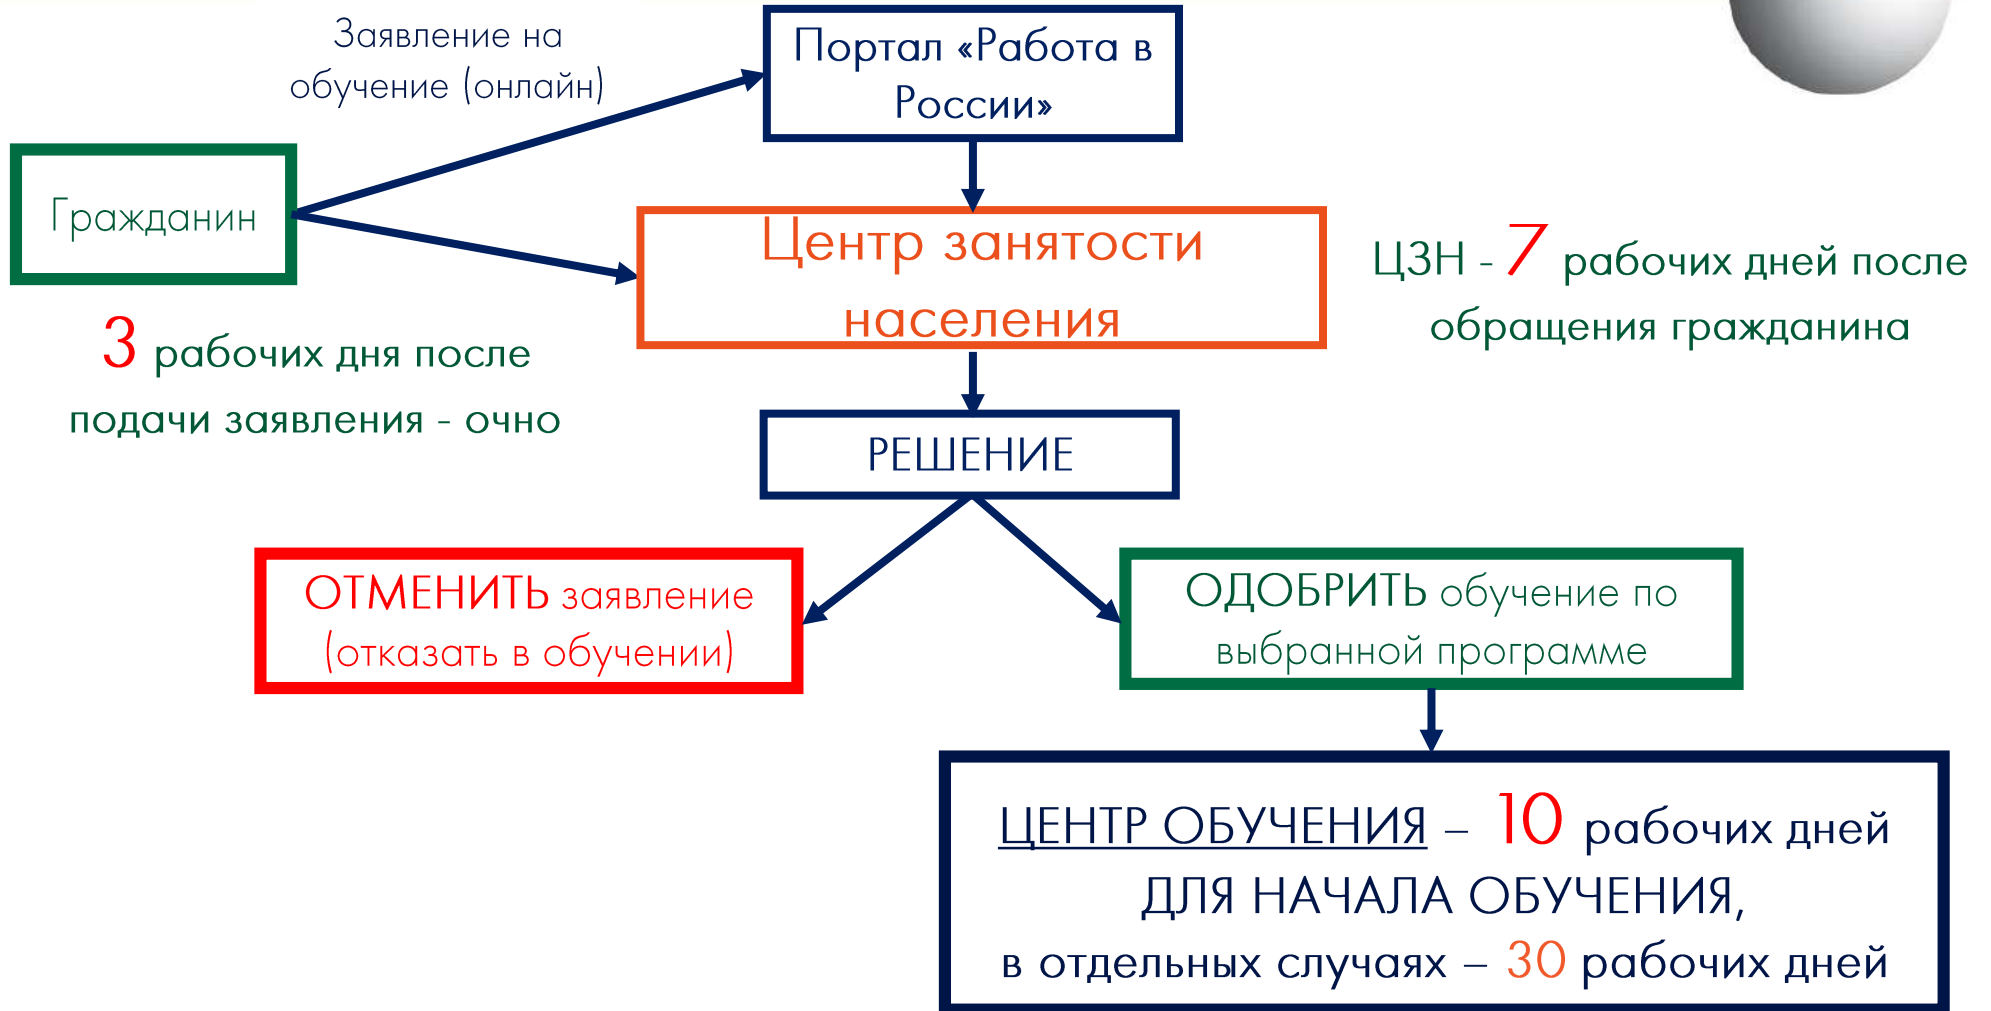 Заявление на
обучение (онлайн)
Портал «Работа в
России»
Гражданин
Центр занятости
населения
ЦЗН - 7 рабочих дней после
обращения гражданина
3 рабочих дня после
подачи заявления - очно
РЕШЕНИЕ
ОТМЕНИТЬ заявление
(отказать в обучении)
ОДОБРИТЬ обучение по
выбранной программе
ЦЕНТР ОБУЧЕНИЯ – 10 рабочих дней
ДЛЯ НАЧАЛА ОБУЧЕНИЯ,
в отдельных случаях – 30 рабочих дней